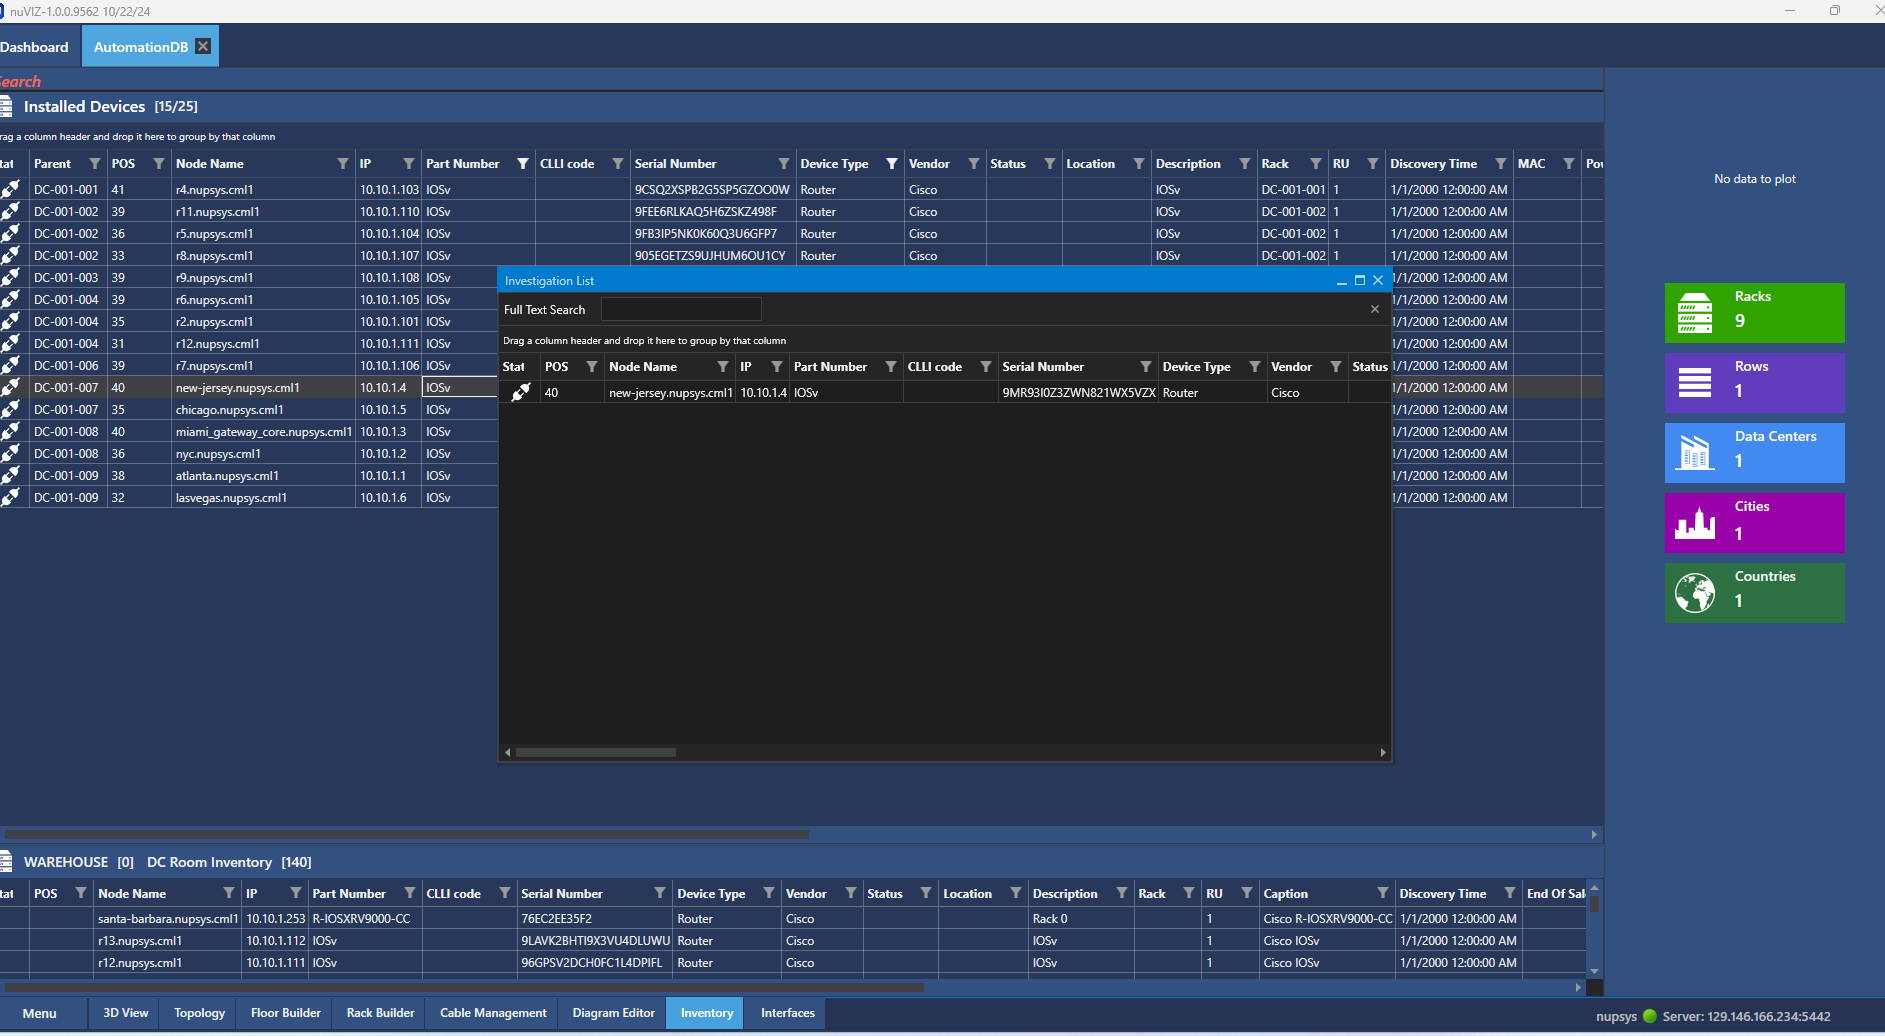 nuVIZ-1.0.0.9562 10/22/24
Dashboard AutomationDB
Search
Installed Devices [15/25]
rag a column header and drop it here to group by that column
tat Parent POS Node Name IP Part Number CLLI code Serial Number Device Type Vendor Status Location Description Rack RU Discovery Time MAC Pou
DC-001-001 41 r4.nupsys.cml1 10.10.1.103 IOSv 9CSQ2XSPB2G5SP5GZOO0W Router Cisco IOSv DC-001-001 1 1/1/2000 12:00:00 AM
DC-001-002 39 r11.nupsys.cml1 10.10.1.110 IOSv 9FEE6RLKAQ5H6ZSKZ498F Router Cisco IOSv DC-001-002 1 1/1/2000 12:00:00 AM
DC-001-002 36 r5.nupsys.cml1 10.10.1.104 IOSv 9FB3IP5NK0K60Q3U6GFP7 Router Cisco IOSv DC-001-002 1 1/1/2000 12:00:00 AM
DC-001-002 33 r8.nupsys.cml1 10.10.1.107 IOSv 905EGETZS9UJHUM6OU1CY Router Cisco IOSv DC-001-002 1 1/1/2000 12:00:00 AM
DC-001-003 39 r9.nupsys.cml1 10.10.1.108 IOSv 1/1/2000 12:00:00 AM
DC-001-004 39 r6.nupsys.cml1 10.10.1.105 IOSv 1/1/2000 12:00:00 AM
DC-001-004 35 r2.nupsys.cml1 10.10.1.101 IOSv 1/1/2000 12:00:00 AM
DC-001-004 31 r12.nupsys.cml1 10.10.1.111 IOSv 1/1/2000 12:00:00 AM
DC-001-006 39 r7.nupsys.cml1 10.10.1.106 IOSv 1/1/2000 12:00:00 AM
DC-001-007 40 new-jersey.nupsys.cml1 10.10.1.4 IOSv 1/1/2000 12:00:00 AM
DC-001-007 35 chicago.nupsys.cml1 10.10.1.5 IOSv 1/1/2000 12:00:00 AM
DC-001-008 40 miami_gateway_core.nupsys.cml1 10.10.1.3 IOSv 1/1/2000 12:00:00 AM
DC-001-008 36 nyc.nupsys.cml1 10.10.1.2 IOSv 1/1/2000 12:00:00 AM
DC-001-009 38 atlanta.nupsys.cml1 10.10.1.1 IOSv 1/1/2000 12:00:00 AM
DC-001-009 32 lasvegas.nupsys.cml1 10.10.1.6 IOSv 1/1/2000 12:00:00 AM
Investigation List
Full Text Search
Drag a column header and drop it here to group by that column
Stat POS Node Name IP Part Number CLLI code Serial Number Device Type Vendor Status
40 new-jersey.nupsys.cml1 10.10.1.4 IOSv 9MR93I0Z3ZWN821WX5VZX Router Cisco
No data to plot
Racks
9
Rows
1
Data Centers
1
Cities
1
Countries
1
WAREHOUSE [0] DC Room Inventory [140]
tat POS Node Name IP Part Number CLLI code Serial Number Device Type Vendor Status Location Description Rack RU Caption Discovery Time End Of Sal
santa-barbara.nupsys.cml1 10.10.1.253 R-IOSXRV9000-CC 76EC2EE35F2 Router Cisco Rack 0 1 Cisco R-IOSXRV9000-CC 1/1/2000 12:00:00 AM
r13.nupsys.cml1 10.10.1.112 IOSv 9LAVK2BHTI9X3VU4DLUWU Router Cisco IOSv 1 Cisco IOSv 1/1/2000 12:00:00 AM
r12.nupsys.cml1 10.10.1.111 IOSv 96GPSV2DCH0FC1L4DPIFL Router Cisco IOSv 1 Cisco IOSv 1/1/2000 12:00:00 AM
Menu 3D View Topology Floor Builder Rack Builder Cable Management Diagram Editor Inventory Interfaces
nupsys Server: 129.146.166.234:5442